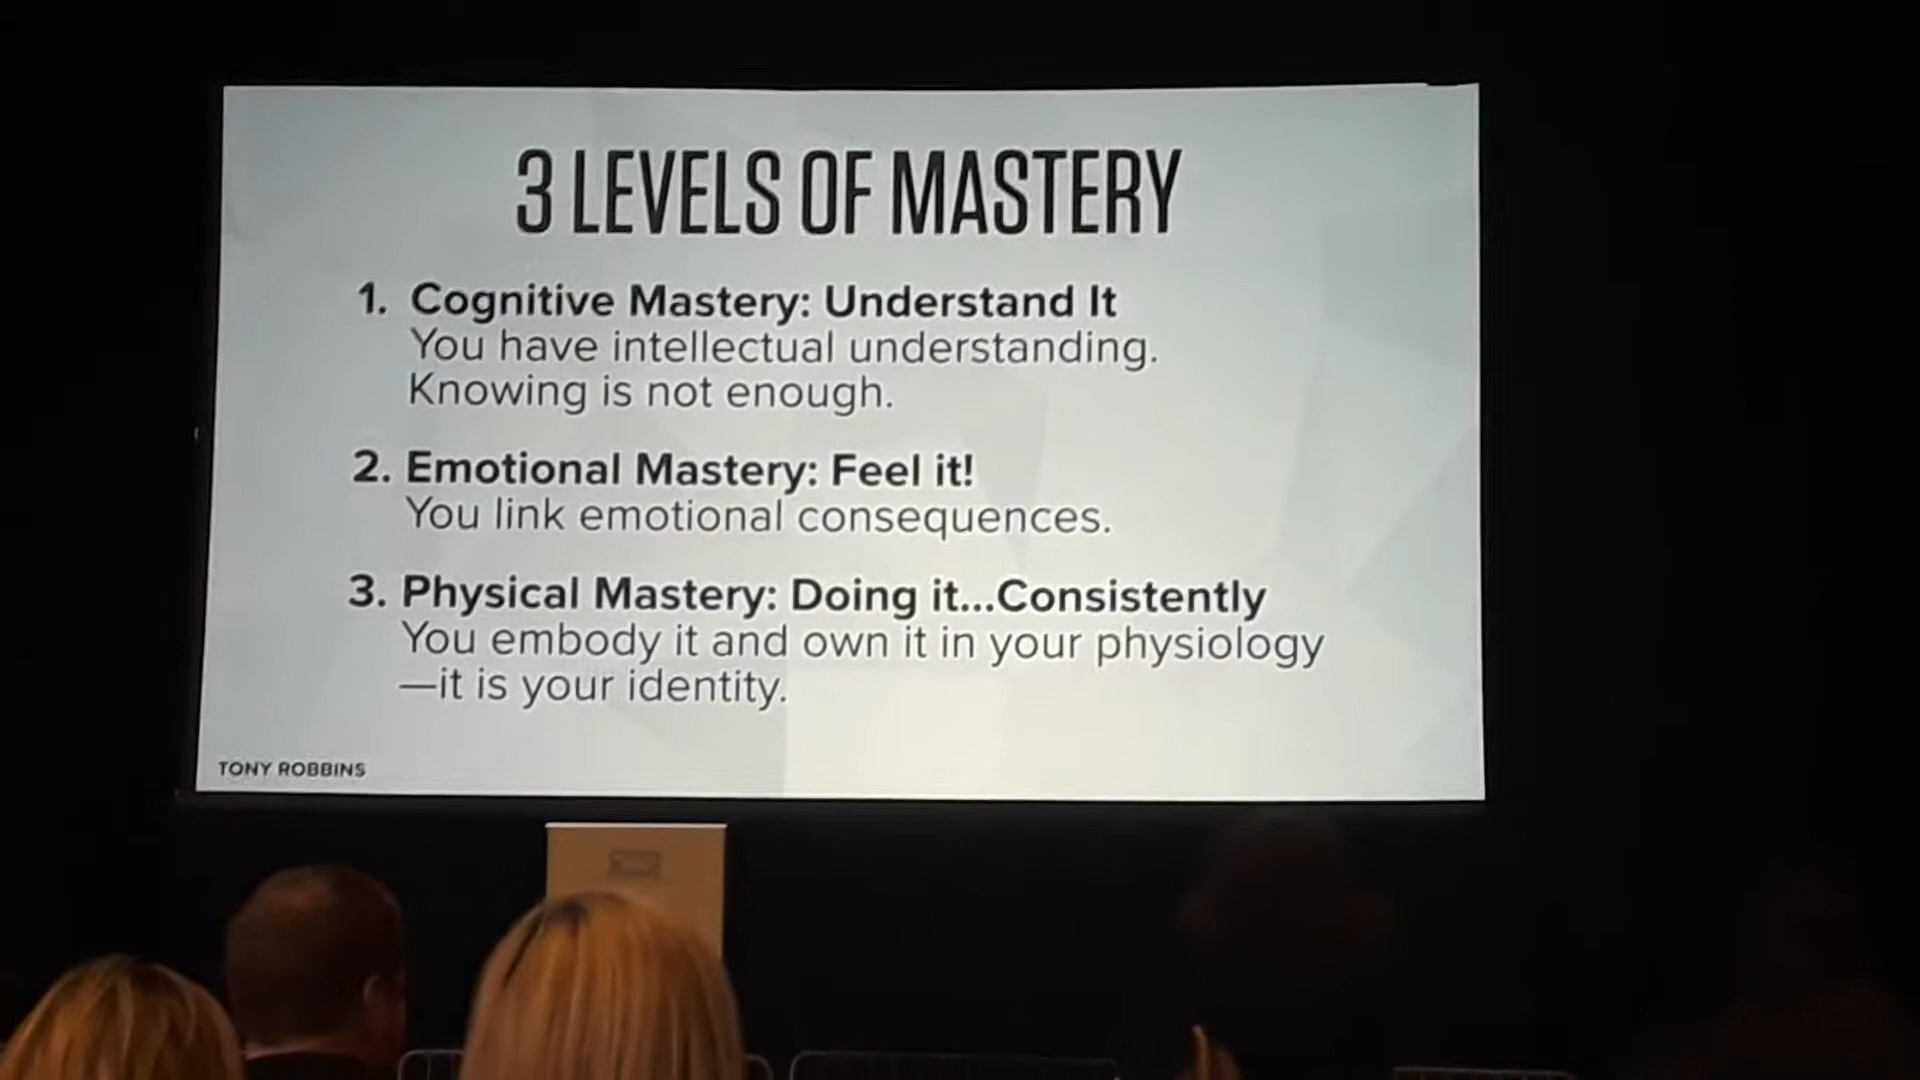 3 LEVELS OF MASTERY
1. Cognitive Mastery: Understand It
You have intellectual understanding.
Knowing is not enough.
2. Emotional Mastery: Feel it!
You link emotional consequences.
3. Physical Mastery: Doing it...Consistently
You embody it and own it in your physiology
—it is your identity.
TONY ROBBINS